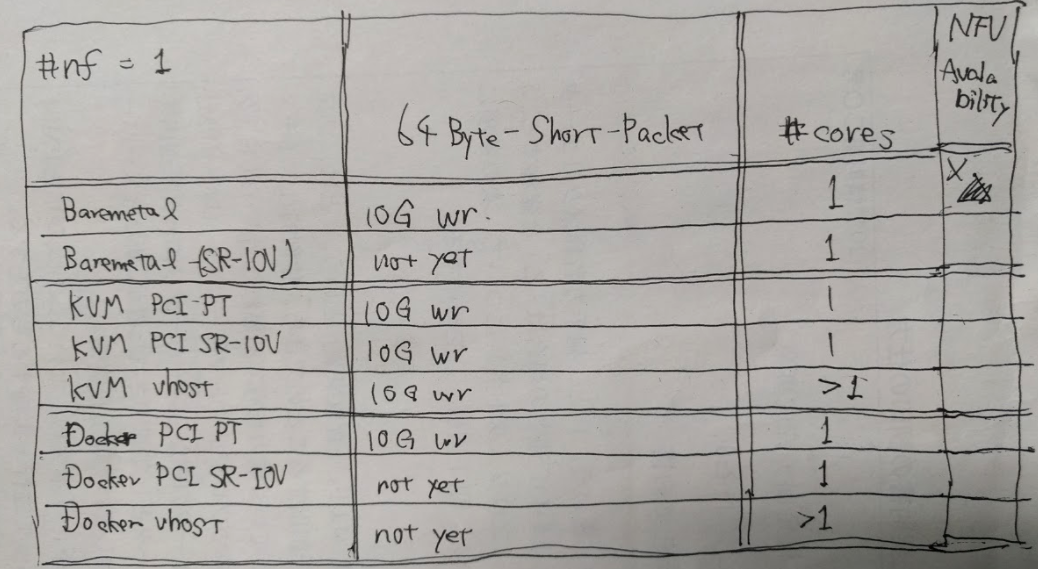 #nf = 1
64 Byte-Short-Packet
#cores
NFV
Avala
bility
Baremetal 10G wr. 1 X
Baremetal (SR-IOV) not yet 1
KVM PCI-PT 10G wr 1
KVM PCI SR-IOV 10G wr 1
KVM vhost 10G wr >1
Docker PCI PT 10G wr 1
Docker PCI SR-IOV not yet 1
Docker vhost not yet >1